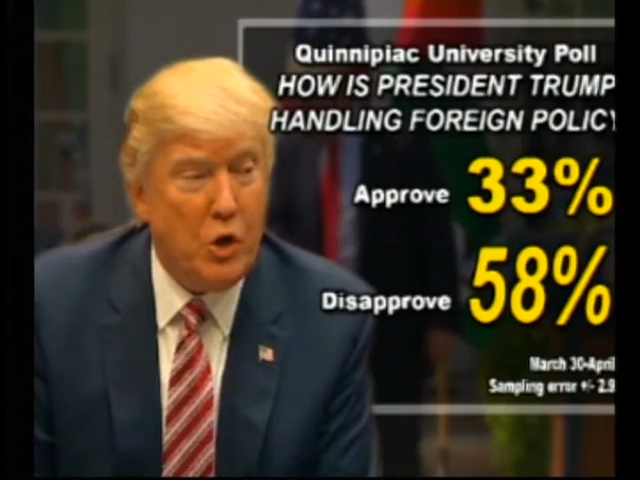 Quinnipiac University Poll
HOW IS PRESIDENT TRUMP
HANDLING FOREIGN POLICY
Approve 33%
Disapprove 58%
March 30-April
Sampling error +- 2.9